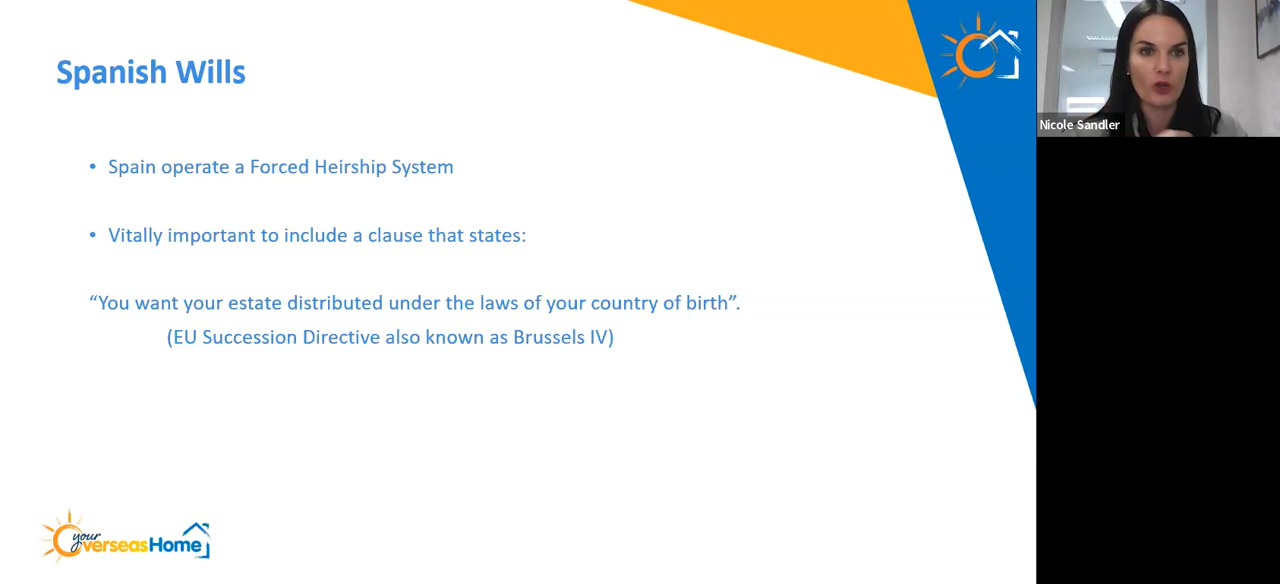 Spanish Wills
• Spain operate a Forced Heirship System
• Vitally important to include a clause that states:
“You want your estate distributed under the laws of your country of birth”.
(EU Succession Directive also known as Brussels IV)
Nicole Sandler
your
OverseasHome